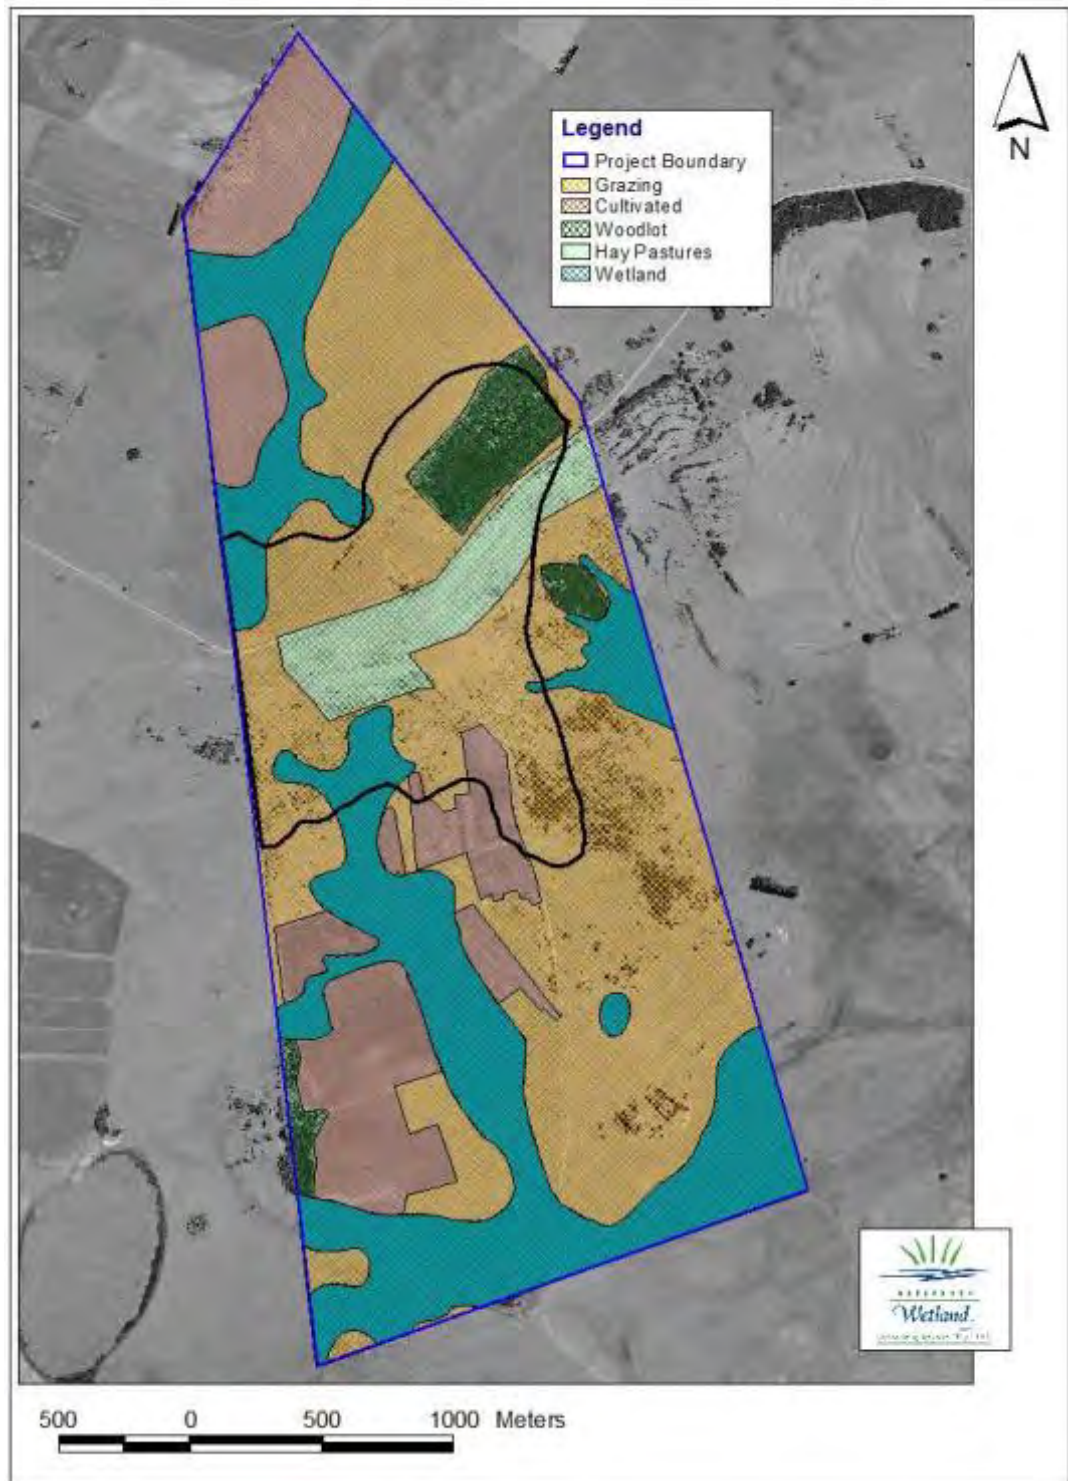 Legend
Project Boundary
Grazing
Cultivated
Woodlot
Hay Pastures
Wetland
N
Wetland
500 0 500 1000 Meters